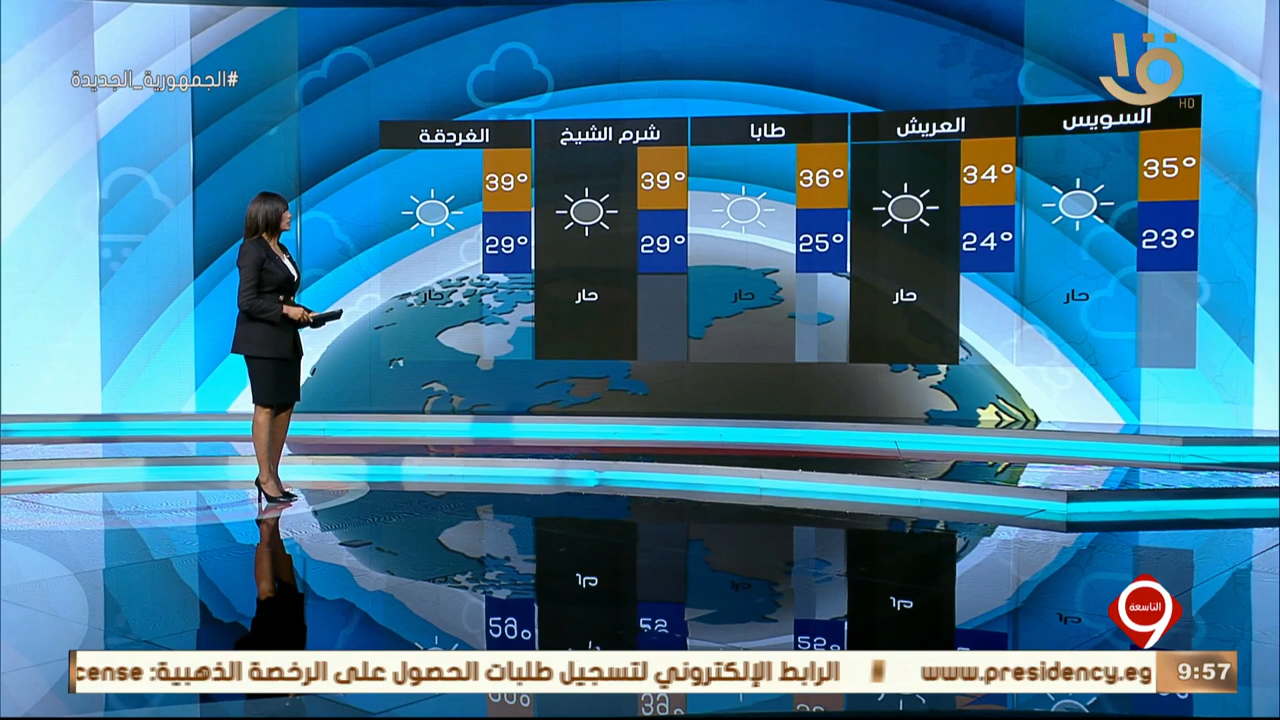 #الجمهورية_الجديدة
HD
السويس
35°
23°
حار
العريش
34°
24°
حار
طابا
36°
25°
حار
شرم الشيخ
39°
29°
حار
الغردقة
39°
29°
حار
التاسعة
9
9:57
www.presidency.eg
الرابط الإلكتروني لتسجيل طلبات الحصول على الرخصة الذهبية: cense